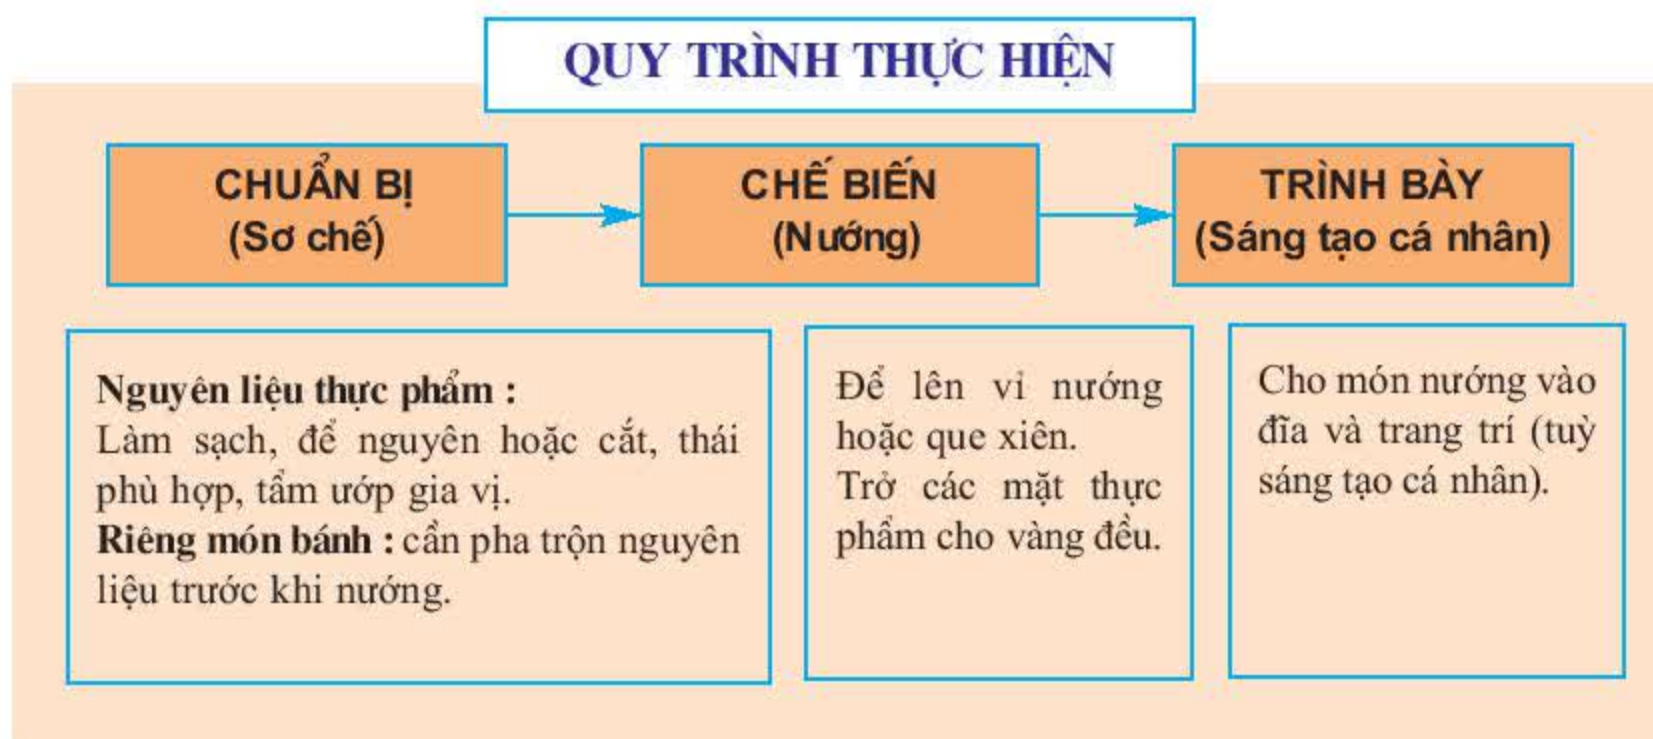 QUY TRÌNH THỰC HIỆN
CHUẨN BỊ
(Sơ chế)
CHẾ BIẾN
(Nướng)
TRÌNH BÀY
(Sáng tạo cá nhân)
Nguyên liệu thực phẩm :
Làm sạch, để nguyên hoặc cắt, thái
phù hợp, tẩm ướp gia vị.
Riêng món bánh : cần pha trộn nguyên
liệu trước khi nướng.
Để lên vỉ nướng
hoặc que xiên.
Trở các mặt thực
phẩm cho vàng đều.
Cho món nướng vào
đĩa và trang trí (tuỳ
sáng tạo cá nhân).